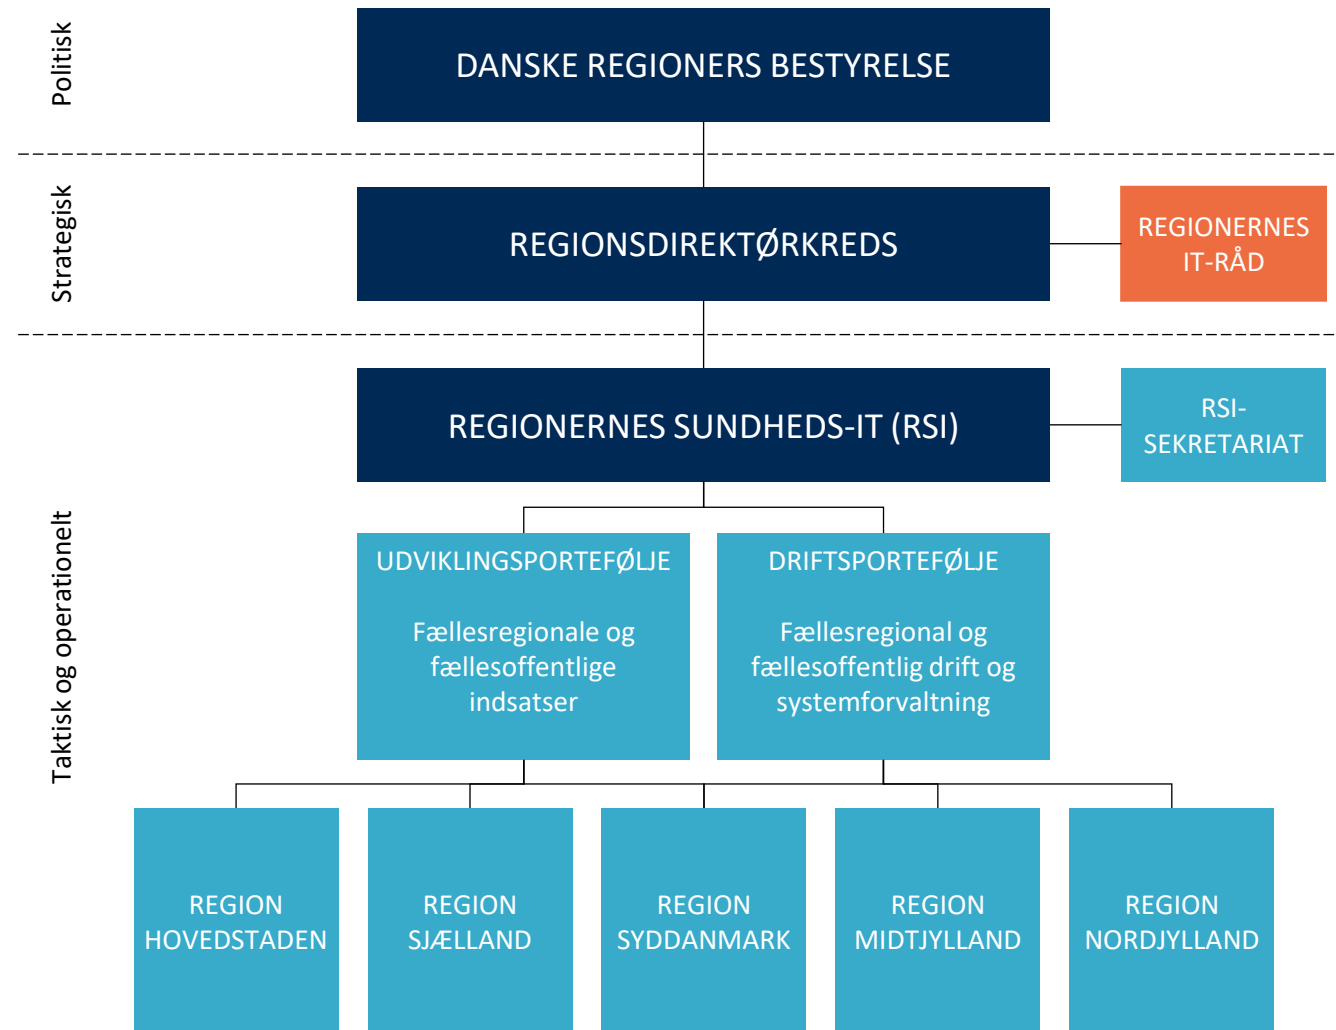 Politisk
DANSKE REGIONERS BESTYRELSE
Strategisk
REGIONSDIREKTØRKREDS
REGIONERNES
IT-RÅD
Taktisk og operationelt
REGIONERNES SUNDHEDS-IT (RSI)
RSI-
SEKRETARIAT
UDVIKLINGSPORTEFØLJE
Fællesregionale og
fællesoffentlige
indsatser
DRIFTSPORTEFØLJE
Fællesregional og
fællesoffentlig drift og
systemforvaltning
REGION
HOVEDSTADEN
REGION
SJÆLLAND
REGION
SYDDANMARK
REGION
MIDTJYLLAND
REGION
NORDJYLLAND